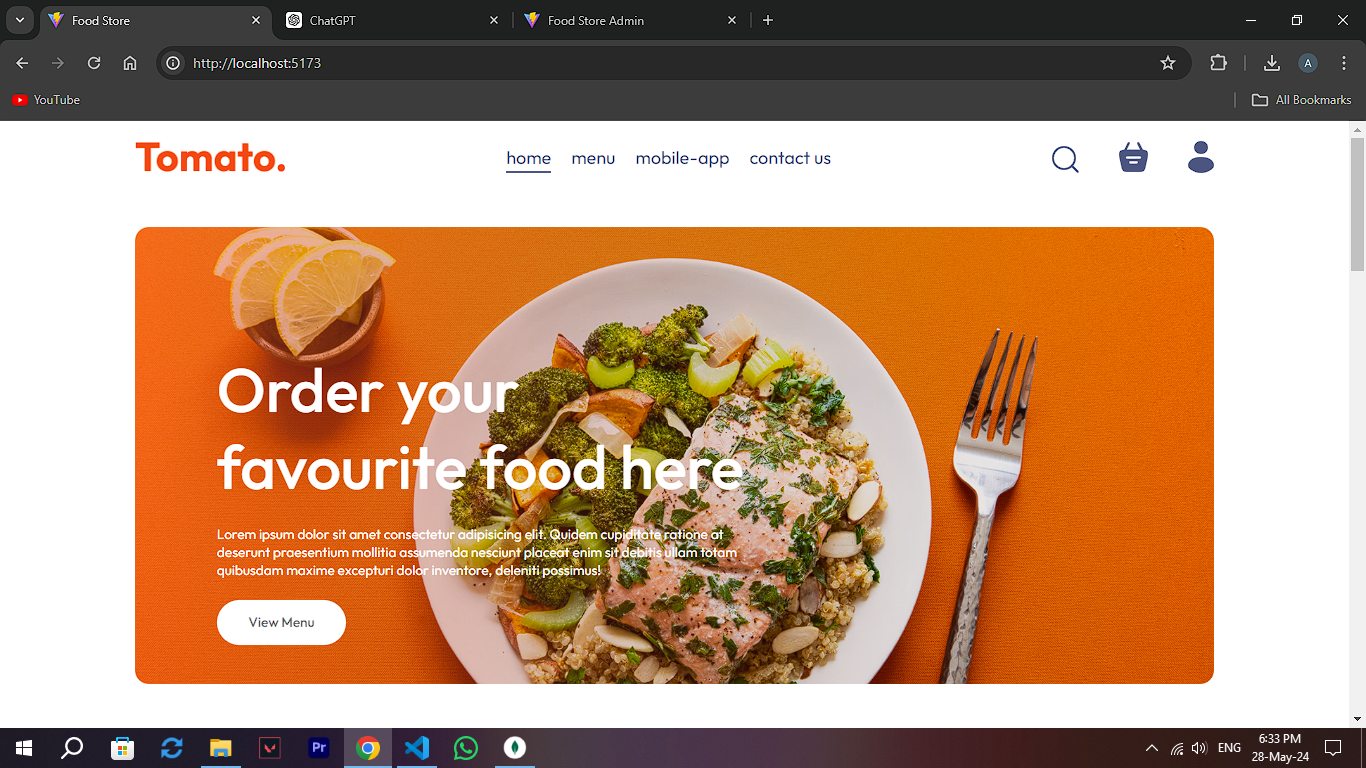 Food Store
ChatGPT
Food Store Admin
http://localhost:5173
A
YouTube
All Bookmarks
Tomato.
home menu mobile-app contact us
Order your
favourite food here
Lorem ipsum dolor sit amet consectetur adipisicing elit. Quidem cupiditate ratione at
deserunt praesentium mollitia assumenda nesciunt placeat enim sit debitis ullam totam
quibusdam maxime excepturi dolor inventore, deleniti possimus!
View Menu
Pr
ENG
6:33 PM
28-May-24